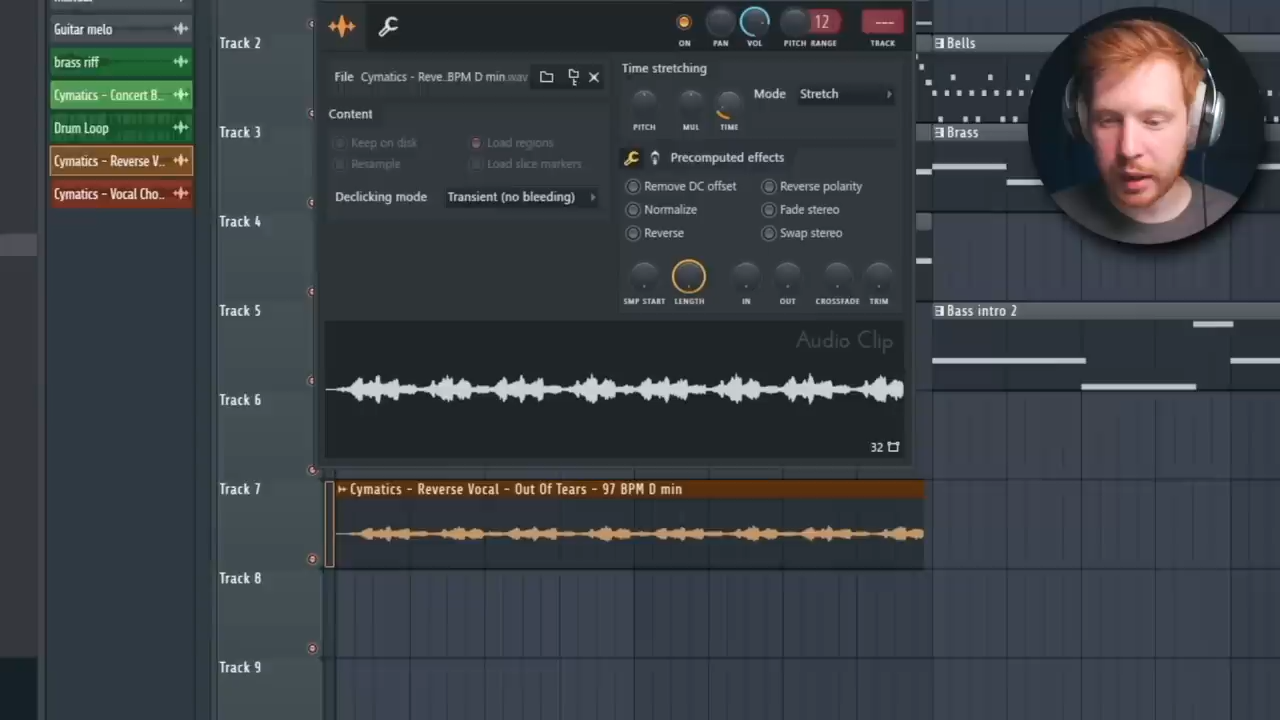 Guitar melo
brass riff
Cymatics - Concert B..
Drum Loop
Cymatics - Reverse V..
Cymatics - Vocal Cho..
Track 2
Track 3
Track 4
Track 5
Track 6
Track 7
Track 8
Track 9
ON
PAN
VOL
PITCH
RANGE
12
---
TRACK
File
Cymatics - Reve..BPM D min.wav
Content
Keep on disk
Load regions
Resample
Load slice markers
Declicking mode
Transient (no bleeding)
Time stretching
PITCH
MUL
TIME
Mode
Stretch
Precomputed effects
Remove DC offset
Reverse polarity
Normalize
Fade stereo
Reverse
Swap stereo
SMP START
LENGTH
IN
OUT
CROSSFADE
TRIM
Audio Clip
32
Cymatics - Reverse Vocal - Out Of Tears - 97 BPM D min
Bells
Brass
Bass intro 2